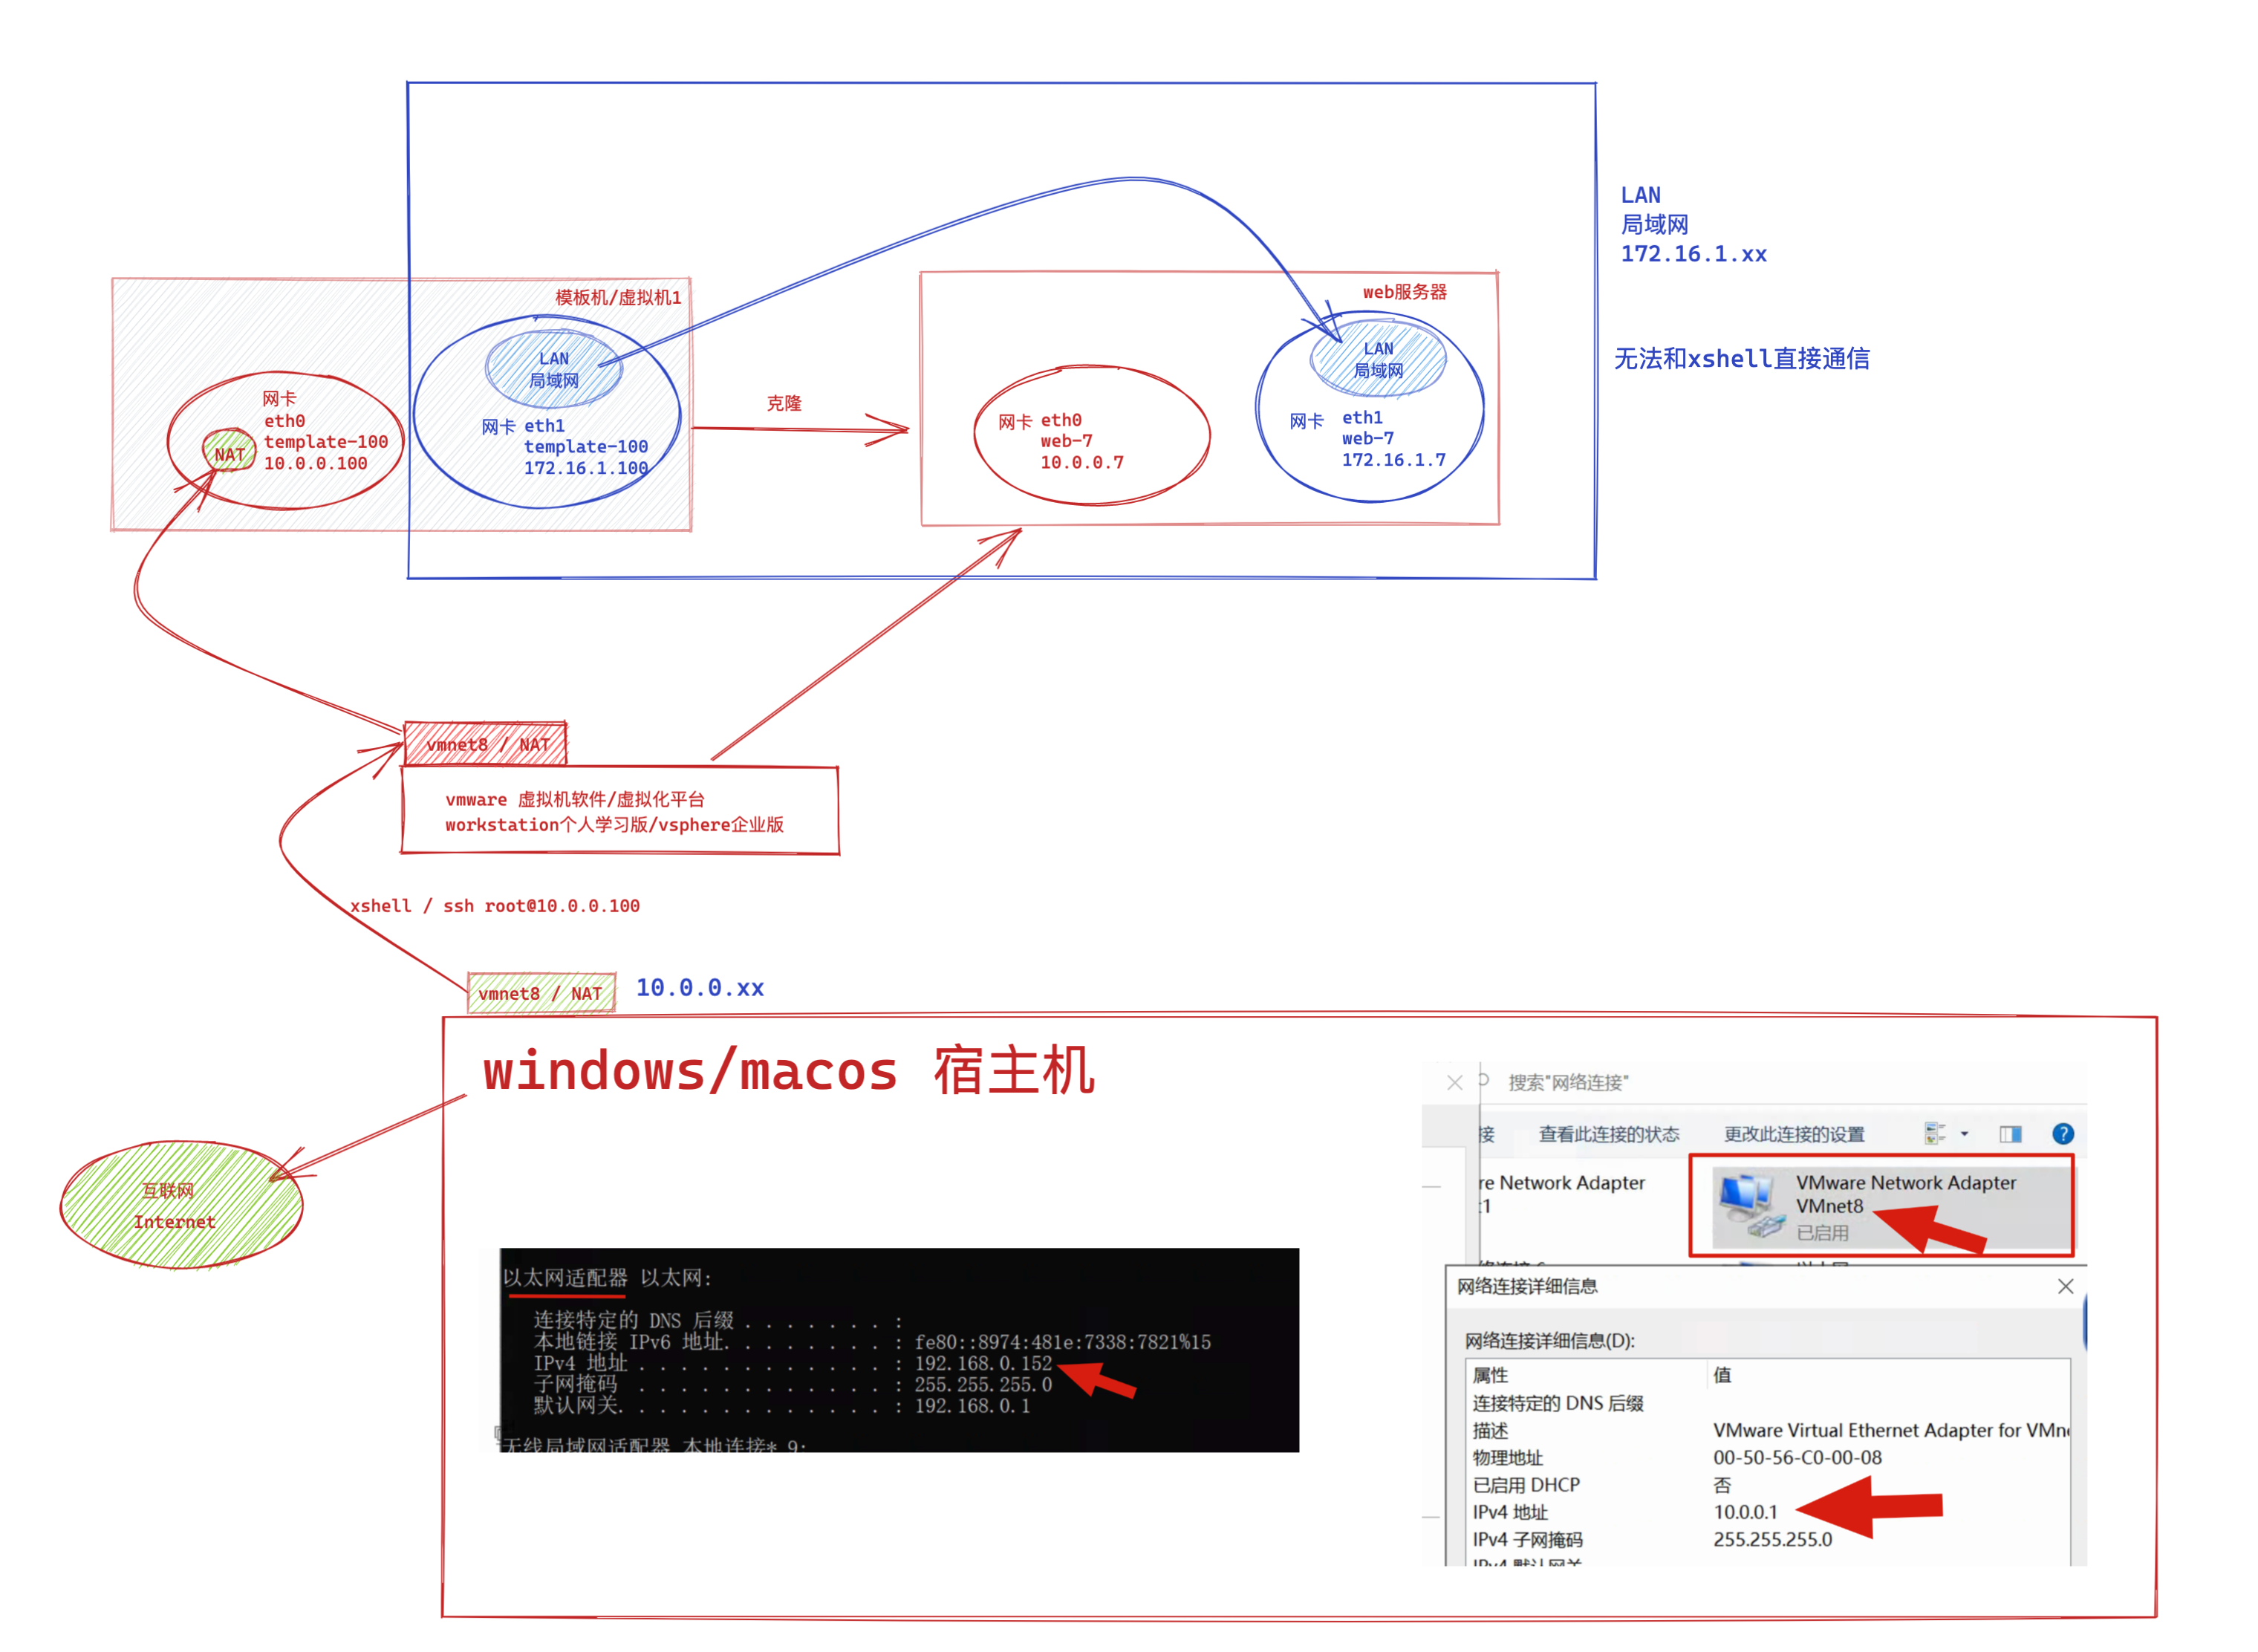 LAN
局域网
172.16.1.xx
无法和xshell直接通信
模板机/虚拟机1
LAN
局域网
网卡 eth1
template-100
172.16.1.100
网卡
eth0
template-100
10.0.0.100
NAT
克隆
web服务器
网卡 eth0
web-7
10.0.0.7
LAN
局域网
网卡 eth1
web-7
172.16.1.7
vmnet8 / NAT
vmware 虚拟机软件/虚拟化平台
workstation个人学习版/vsphere企业版
xshell / ssh root@10.0.0.100
vmnet8 / NAT
10.0.0.xx
windows/macos 宿主机
互联网
Internet
以太网适配器 以太网:
连接特定的 DNS 后缀 . . . . . . . :
本地链接 IPv6 地址. . . . . . . . : fe80::8974:481e:7338:7821%15
IPv4 地址 . . . . . . . . . . . . : 192.168.0.152
子网掩码 . . . . . . . . . . . . : 255.255.255.0
默认网关. . . . . . . . . . . . . : 192.168.0.1
无线局域网适配器 本地连接* 9:
搜索"网络连接"
接 查看此连接的状态 更改此连接的设置
re Network Adapter
:1
VMware Network Adapter
VMnet8
已启用
网络连接详细信息
网络连接详细信息(D):
属性 值
连接特定的 DNS 后缀
描述 VMware Virtual Ethernet Adapter for VMn
物理地址 00-50-56-C0-00-08
已启用 DHCP 否
IPv4 地址 10.0.0.1
IPv4 子网掩码 255.255.255.0
IPv4 默认网关